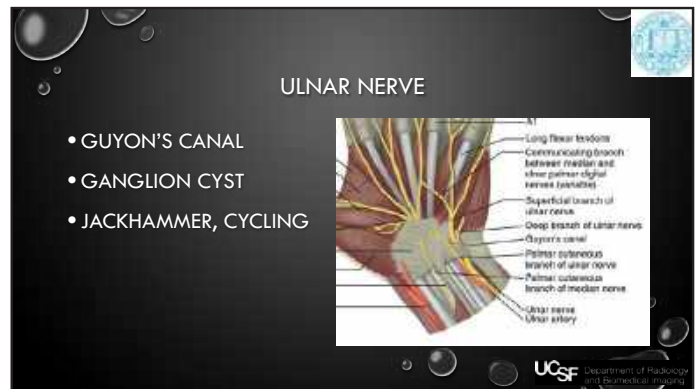 ULNAR NERVE
• GUYON'S CANAL
• GANGLION CYST
• JACKHAMMER, CYCLING
Long flexor tendons
Communicating branch
between median and
ulnar palmar digital
nerves (variable)
Superficial branch of
ulnar nerve
Deep branch of ulnar nerve
Guyon's canal
Palmar cutaneous
branch of ulnar nerve
Palmar cutaneous
branch of median nerve
Ulnar nerve
Ulnar artery
UCSF Department of Radiology
and Biomedical Imaging